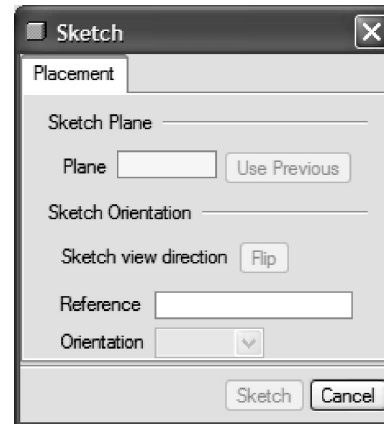 Sketch
Placement
Sketch Plane
Plane Use Previous
Sketch Orientation
Sketch view direction Flip
Reference
Orientation
Sketch Cancel